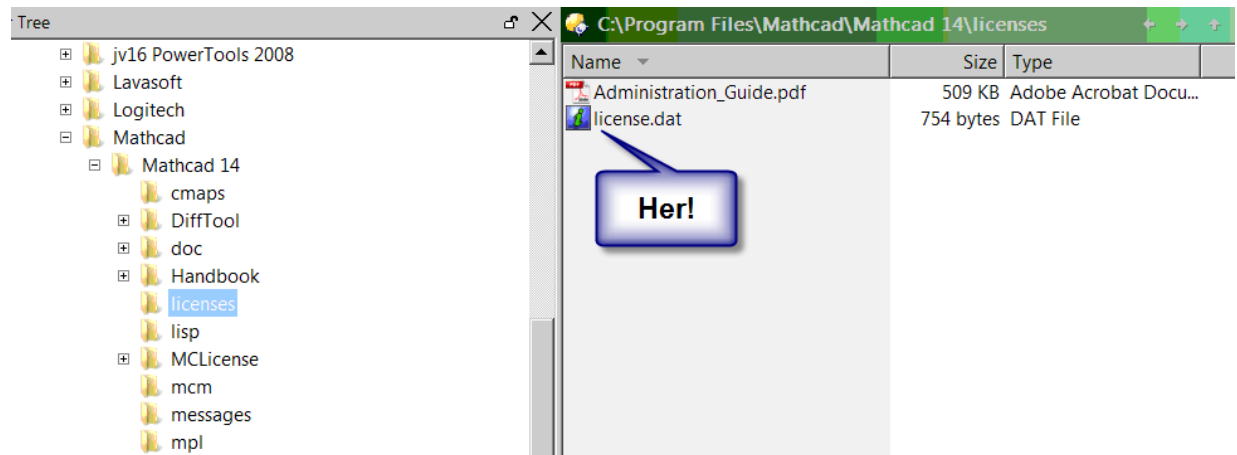 Tree
jv16 PowerTools 2008
Lavasoft
Logitech
Mathcad
Mathcad 14
cmaps
DiffTool
doc
Handbook
licenses
lisp
MCLicense
mcm
messages
mpl
C:\Program Files\Mathcad\Mathcad 14\licenses
Name Size Type
Administration_Guide.pdf 509 KB Adobe Acrobat Docu...
license.dat 754 bytes DAT File
Her!